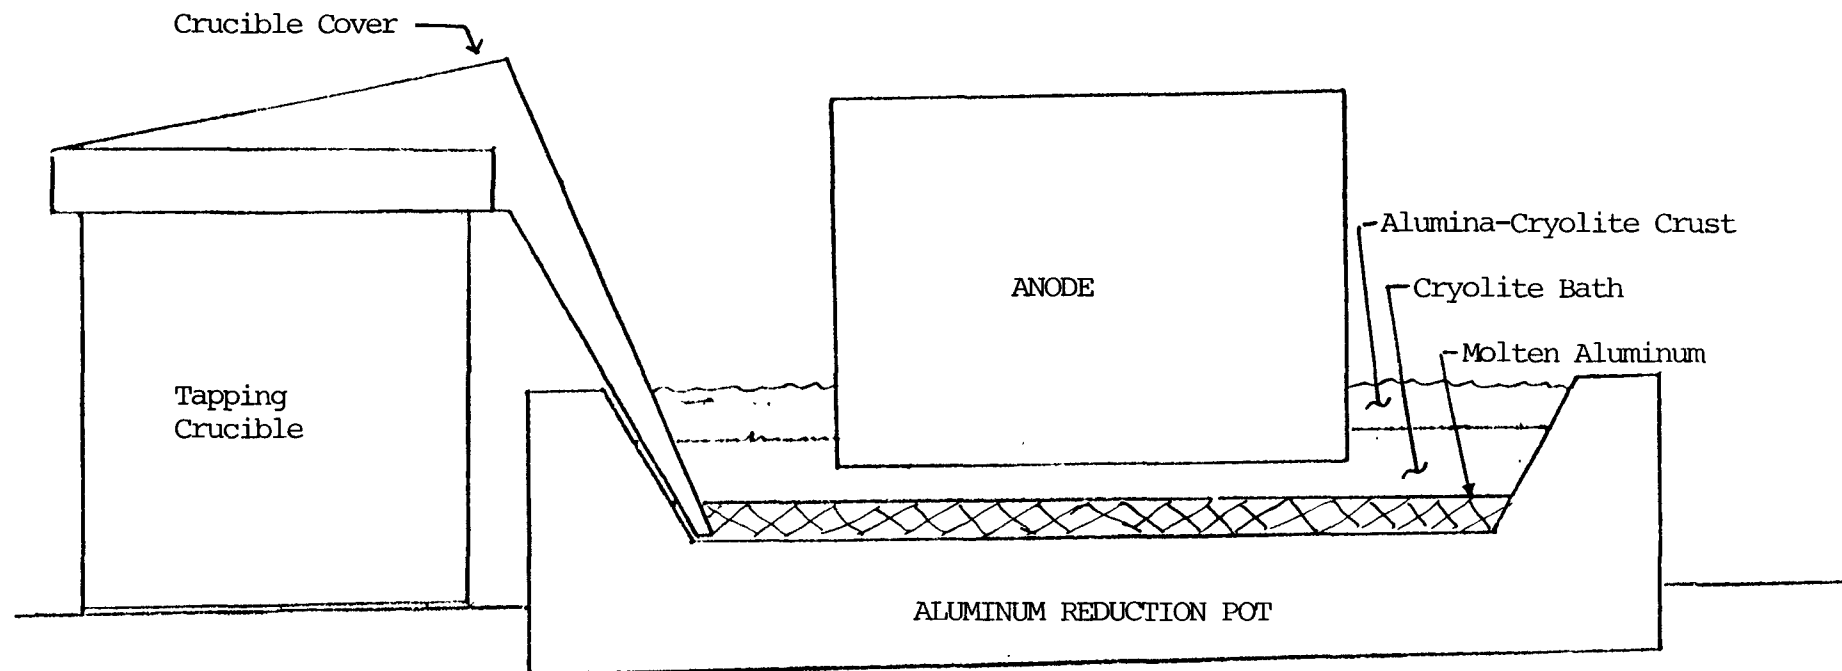 Crucible Cover
Alumina-Cryolite Crust
ANODE
Cryolite Bath
Molten Aluminum
Tapping
Crucible
ALUMINUM REDUCTION POT